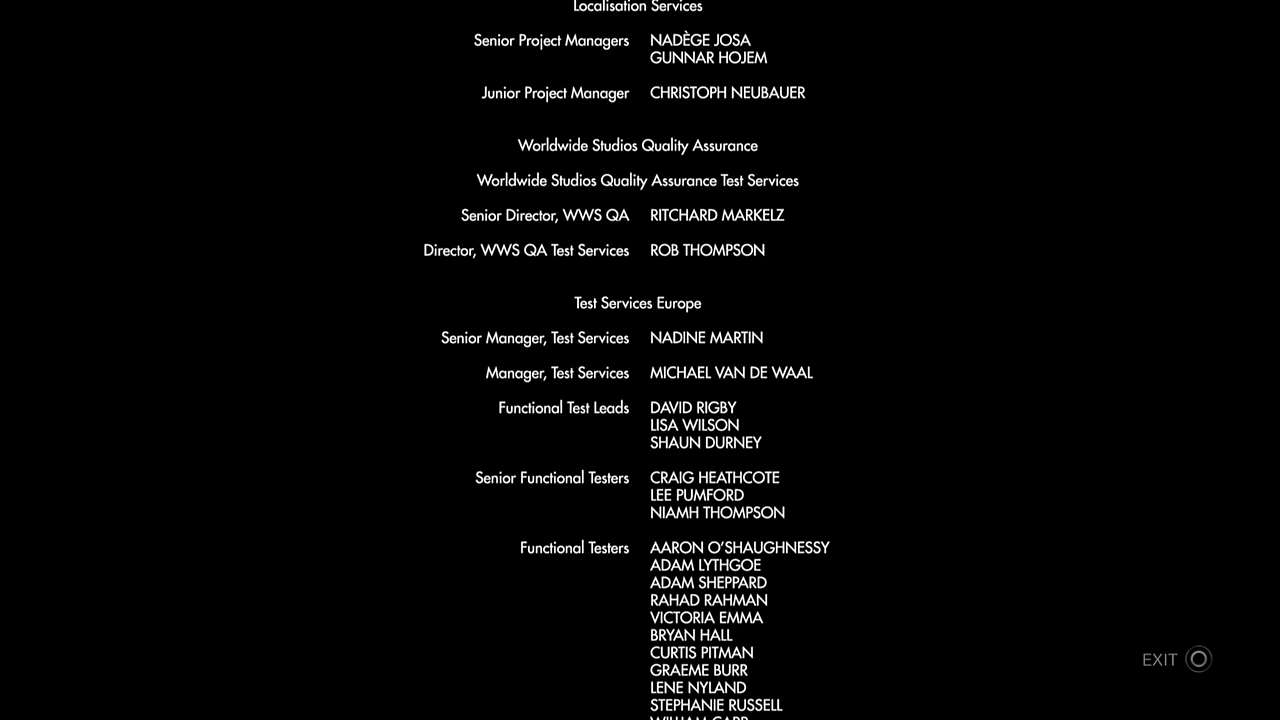 Localisation Services
Senior Project Managers NADÈGE JOSA
GUNNAR HOJEM
Junior Project Manager CHRISTOPH NEUBAUER
Worldwide Studios Quality Assurance
Worldwide Studios Quality Assurance Test Services
Senior Director, WWS QA RITCHARD MARKELZ
Director, WWS QA Test Services ROB THOMPSON
Test Services Europe
Senior Manager, Test Services NADINE MARTIN
Manager, Test Services MICHAEL VAN DE WAAL
Functional Test Leads DAVID RIGBY
LISA WILSON
SHAUN DURNEY
Senior Functional Testers CRAIG HEATHCOTE
LEE PUMFORD
NIAMH THOMPSON
Functional Testers AARON O'SHAUGHNESSY
ADAM LYTHGOE
ADAM SHEPPARD
RAHAD RAHMAN
VICTORIA EMMA
BRYAN HALL
CURTIS PITMAN
EXIT
GRAEME BURR
LENE NYLAND
STEPHANIE RUSSELL